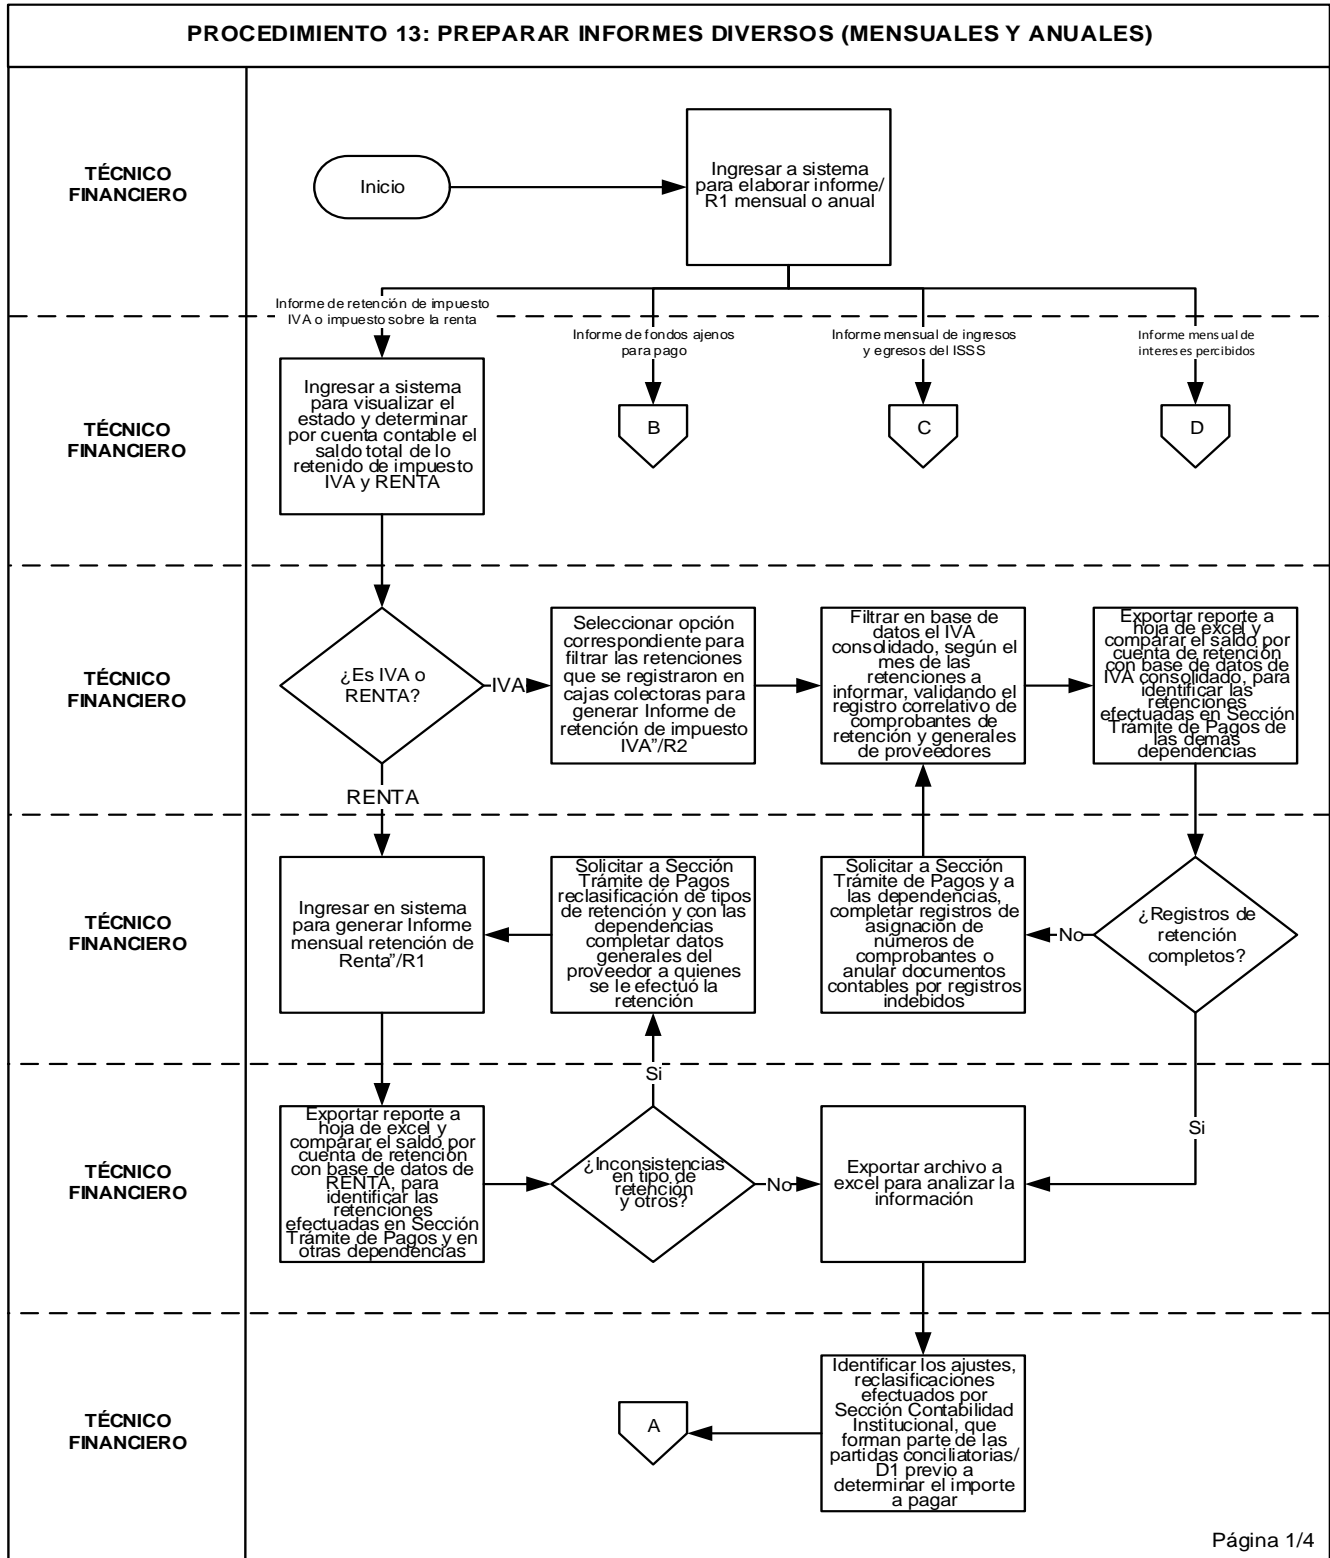 PROCEDIMIENTO 13: PREPARAR INFORMES DIVERSOS (MENSUALES Y ANUALES)
TÉCNICO
FINANCIERO
Inicio
Ingresar a sistema
para elaborar informe/
R1 mensual o anual
Informe de retención de impuesto
IVA o impuesto sobre la renta
Informe de fondos ajenos
para pago
Informe mensual de ingresos
y egresos del ISSS
Informe mensual de
intereses percibidos
TÉCNICO
FINANCIERO
Ingresar a sistema
para visualizar el
estado y determinar
por cuenta contable el
saldo total de lo
retenido de impuesto
IVA y RENTA
B
C
D
TÉCNICO
FINANCIERO
¿Es IVA o
RENTA?
IVA
RENTA
Seleccionar opción
correspondiente para
filtrar las retenciones
que se registraron en
cajas colectoras para
generar Informe de
retención de impuesto
IVA”/R2
Filtrar en base de
datos el IVA
consolidado, según el
mes de las
retenciones a
informar, validando el
registro correlativo de
comprobantes de
retención y generales
de proveedores
Exportar reporte a
hoja de excel y
comparar el saldo por
cuenta de retención
con base de datos de
IVA consolidado, para
identificar las
retenciones
efectuadas en Sección
Trámite de Pagos de
las demás
dependencias
TÉCNICO
FINANCIERO
Ingresar en sistema
para generar Informe
mensual retención de
Renta”/R1
Solicitar a Sección
Trámite de Pagos
reclasificación de tipos
de retención y con las
dependencias
completar datos
generales del
proveedor a quienes
se le efectuó la
retención
Solicitar a Sección
Trámite de Pagos y a
las dependencias,
completar registros de
asignación de
números de
comprobantes o
anular documentos
contables por registros
indebidos
No
¿Registros de
retención
completos?
Si
Si
TÉCNICO
FINANCIERO
Exportar reporte a
hoja de excel y
comparar el saldo por
cuenta de retención
con base de datos de
RENTA, para
identificar las
retenciones
efectuadas en Sección
Trámite de Pagos y en
otras dependencias
¿Inconsistencias
en tipo de
retención
y otros?
No
Exportar archivo a
excel para analizar la
información
TÉCNICO
FINANCIERO
A
Identificar los ajustes,
reclasificaciones
efectuados por
Sección Contabilidad
Institucional, que
forman parte de las
partidas conciliatorias/
D1 previo a
determinar el importe
a pagar
Página 1/4